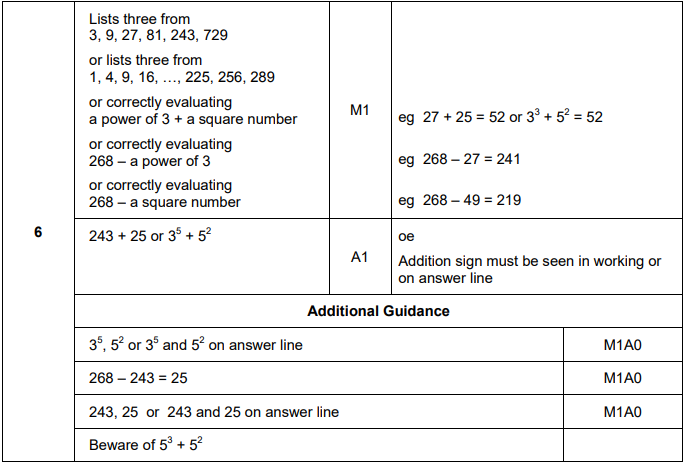 Lists three from
3, 9, 27, 81, 243, 729
or lists three from
1, 4, 9, 16, …, 225, 256, 289
or correctly evaluating
a power of 3 + a square number
or correctly evaluating
268 – a power of 3
or correctly evaluating
268 – a square number
M1
eg 27 + 25 = 52 or 3³ + 5² = 52
eg 268 – 27 = 241
eg 268 – 49 = 219
6
243 + 25 or 3⁵ + 5²
A1
oe
Addition sign must be seen in working or
on answer line
Additional Guidance
3⁵, 5² or 3⁵ and 5² on answer line
M1A0
268 – 243 = 25
M1A0
243, 25 or 243 and 25 on answer line
M1A0
Beware of 5³ + 5²